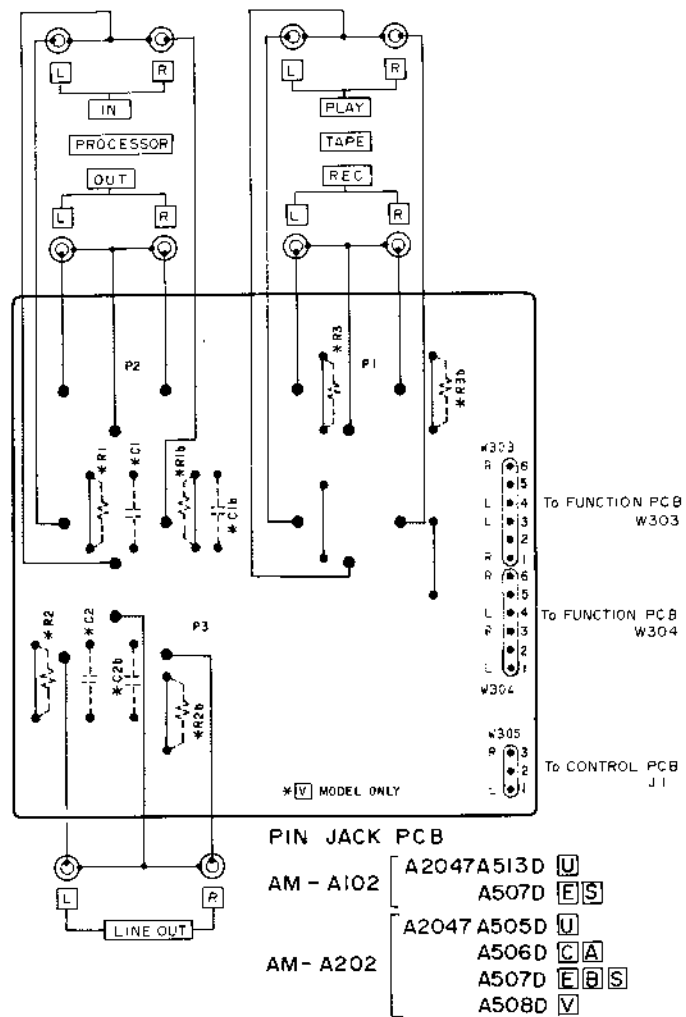 L R L R
IN PLAY
PROCESSOR TAPE
OUT REC
L R L R
P2 *R3 P1 *R3b
*R1 *C1 *R1b *C1b
W303
R 6
5
L 4
L 3
2
R 1
To FUNCTION PCB
W303
R 6
5
L 4
R 3
2
L 1
To FUNCTION PCB
W304
W304
*R2 *C2 *C2b P3 *R2b
W305
R 3
2
L 1
To CONTROL PCB
J1
*V MODEL ONLY
PIN JACK PCB
L R
LINE OUT
AM-A102 A2047A513D U
A507D E S
AM-A202 A2047A505D U
A506D C A
A507D E B S
A508D V